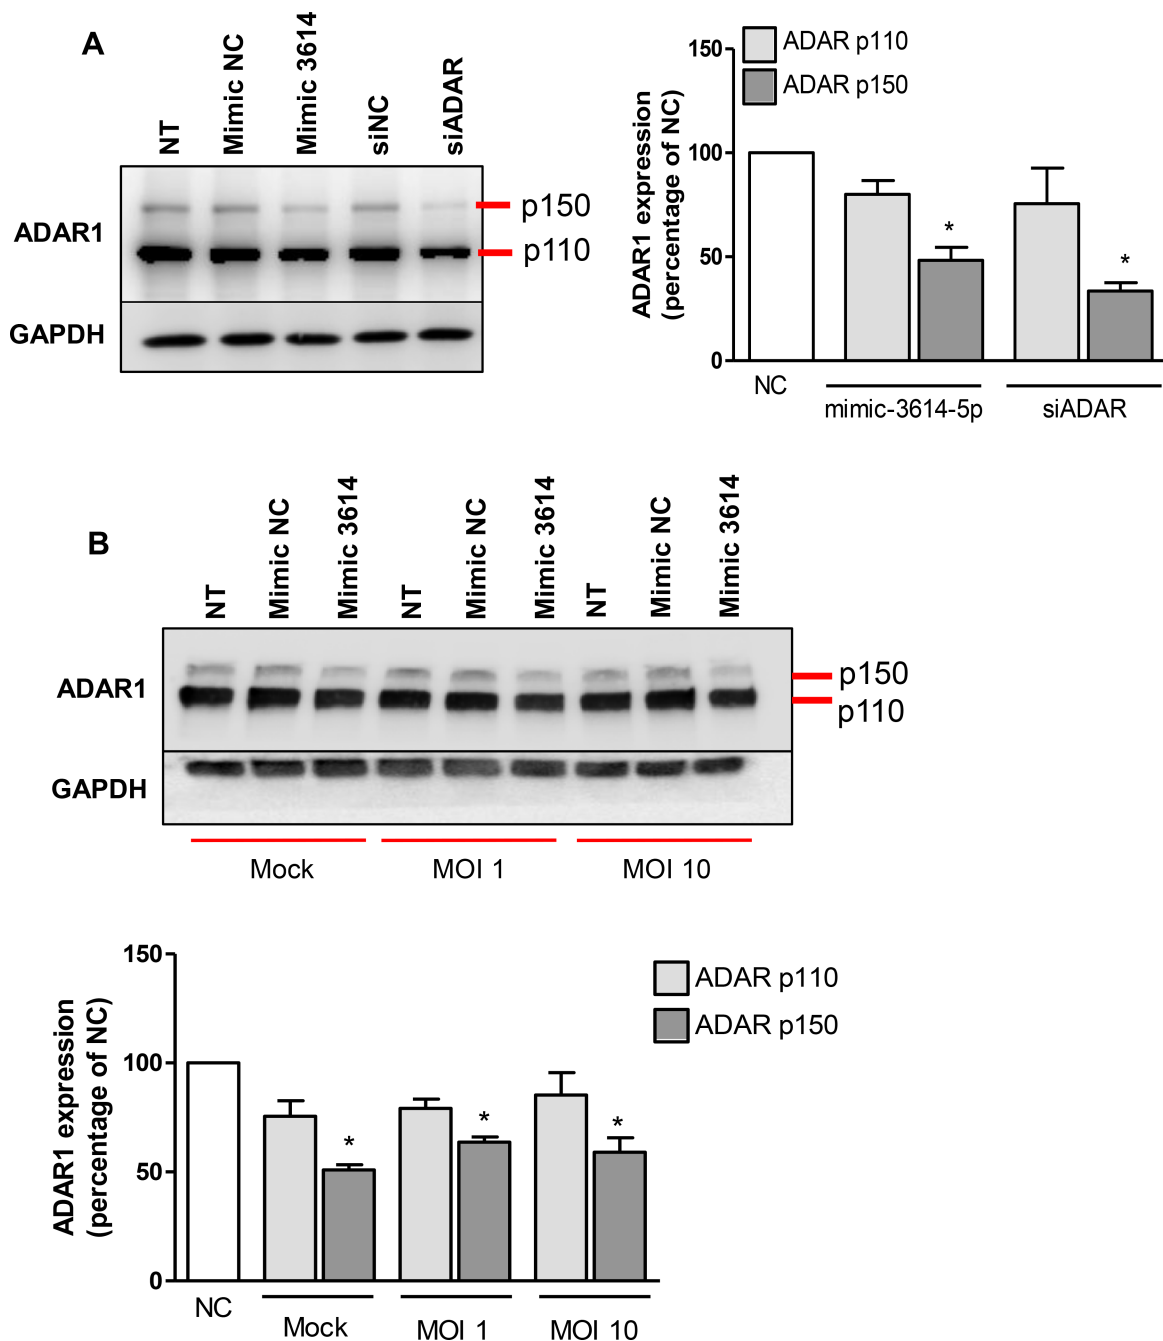 A
NT
Mimic NC
Mimic 3614
siNC
siADAR
ADAR1
p150
p110
GAPDH
ADAR p110
ADAR p150
ADAR1 expression
(percentage of NC)
150
100
50
0
NC
mimic-3614-5p
siADAR
*
*
B
NT
Mimic NC
Mimic 3614
NT
Mimic NC
Mimic 3614
NT
Mimic NC
Mimic 3614
ADAR1
p150
p110
GAPDH
Mock
MOI 1
MOI 10
ADAR1 expression
(percentage of NC)
150
100
50
0
ADAR p110
ADAR p150
*
*
*
NC
Mock
MOI 1
MOI 10